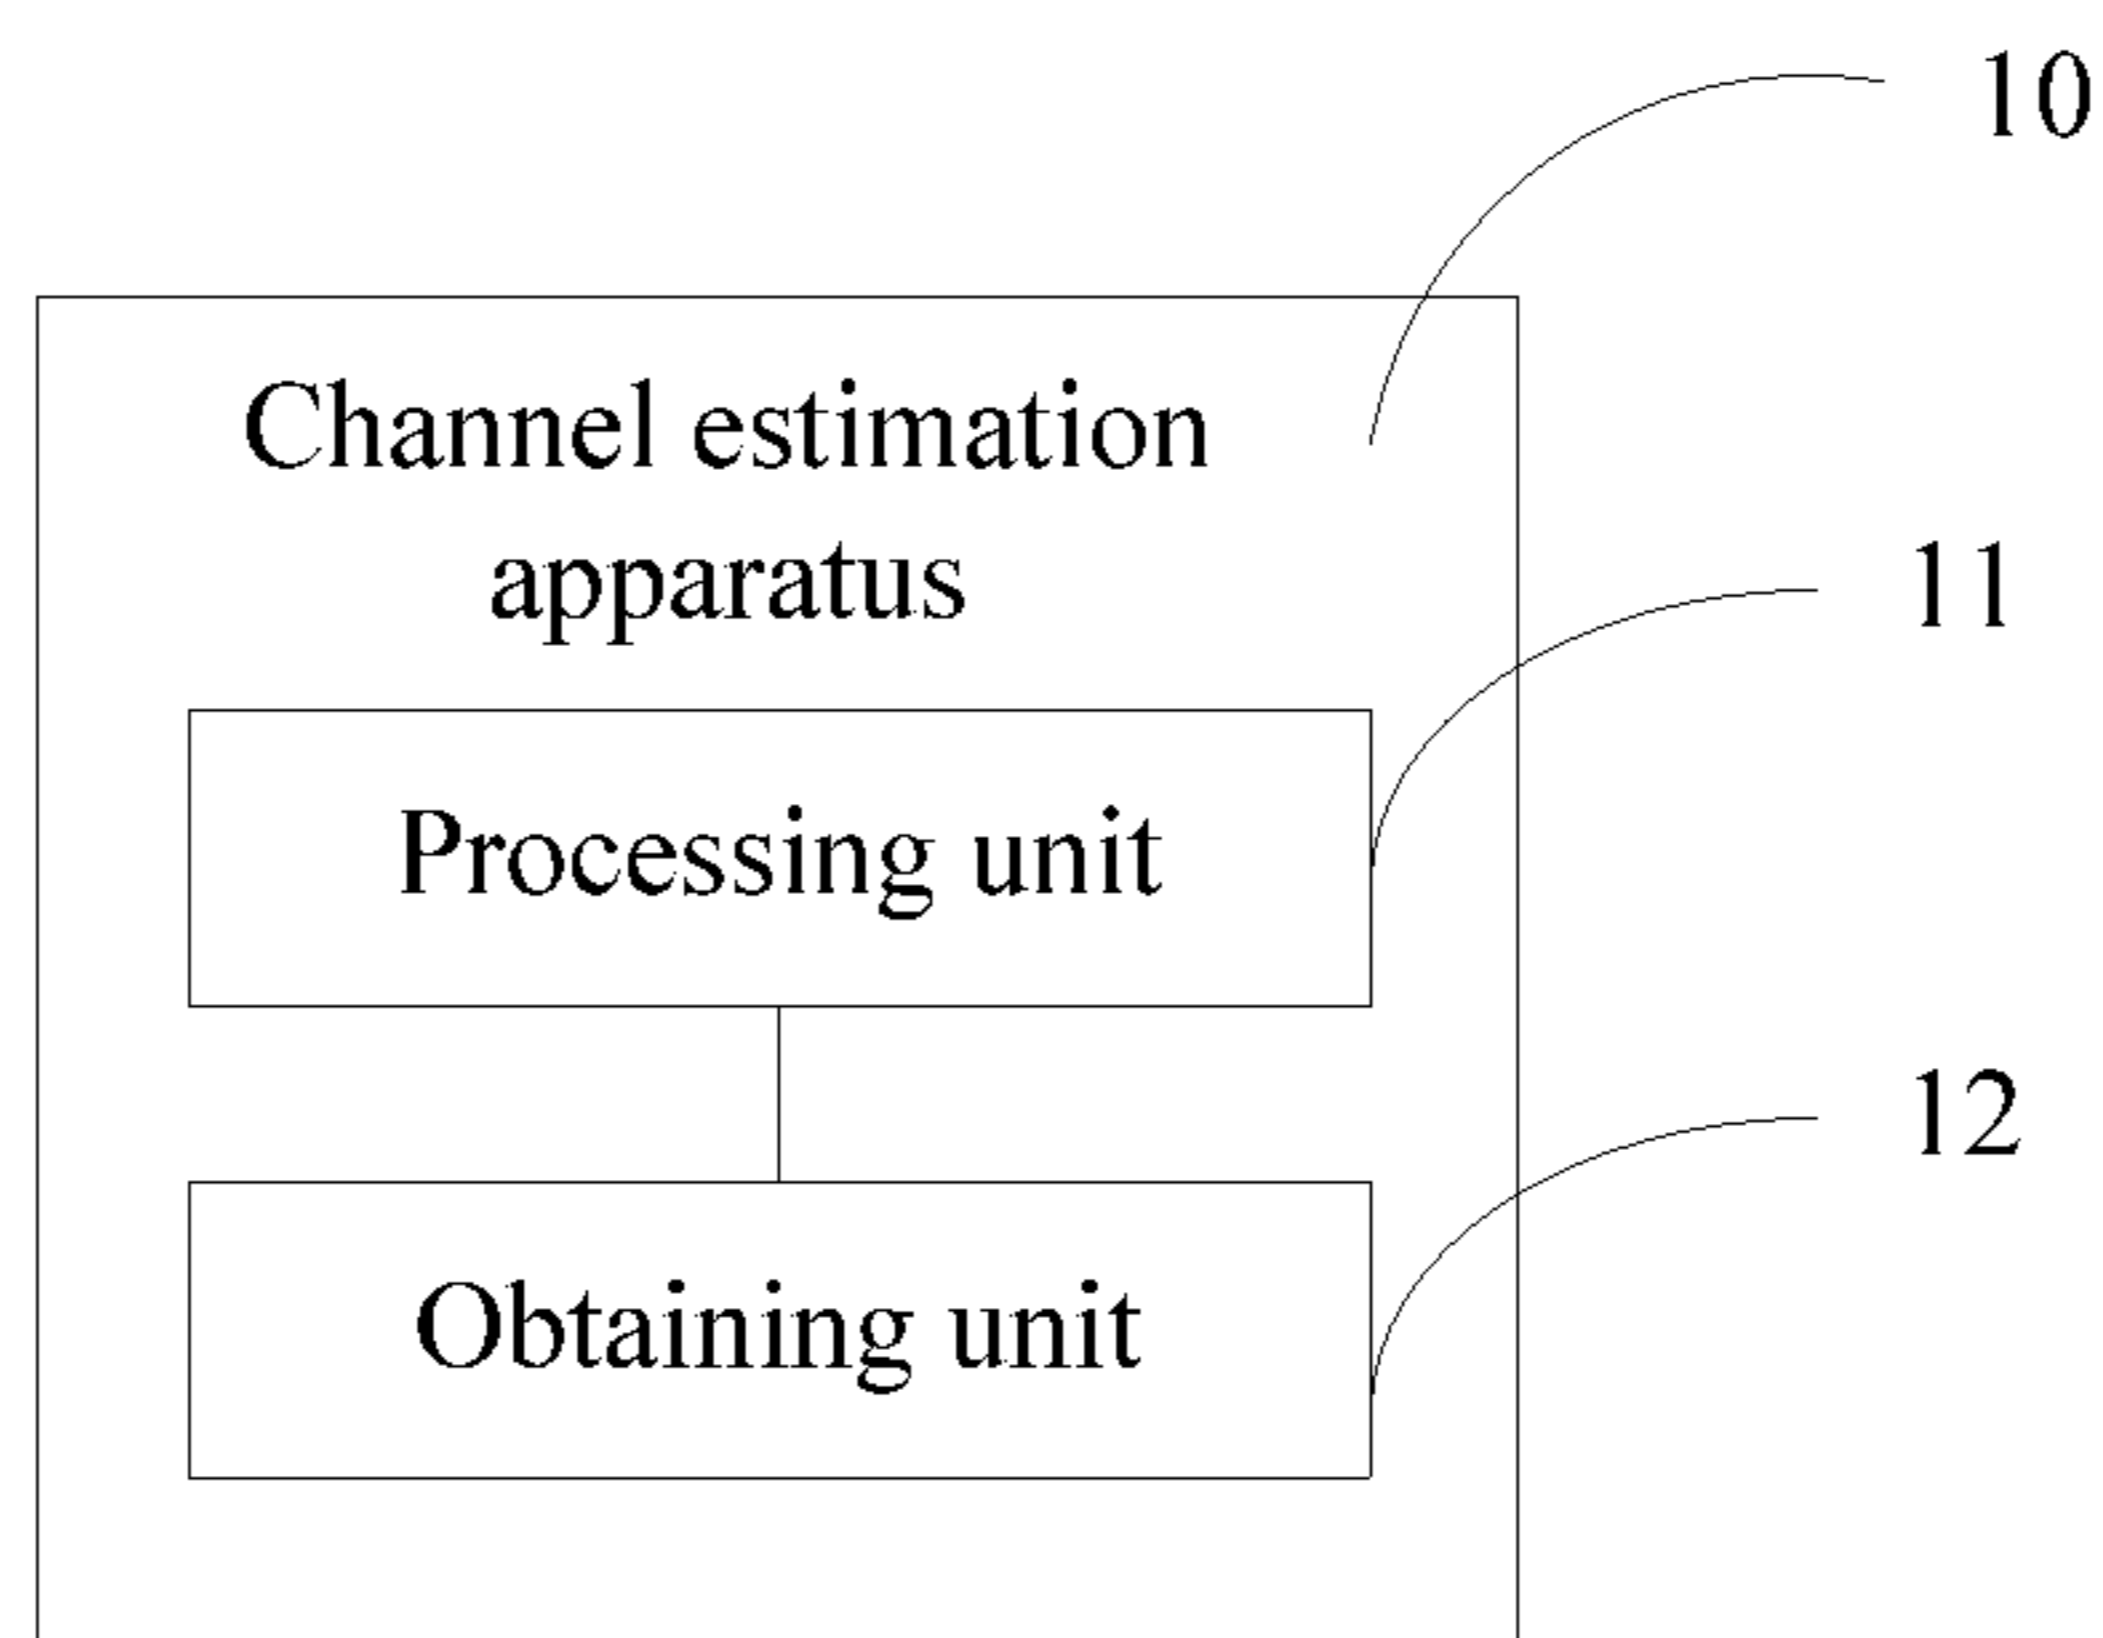 10
Channel estimation
apparatus
11
Processing unit
12
Obtaining unit